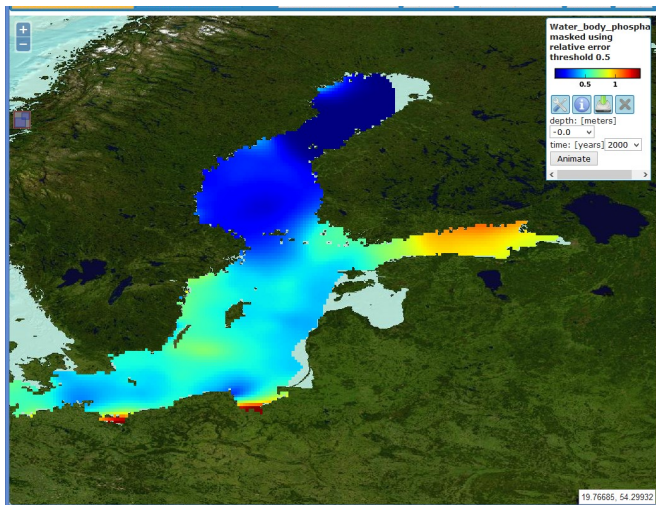 +
−
Water_body_phospha
masked using
relative error
threshold 0.5
0.5 1
depth: [meters]
-0.0
time: [years] 2000
Animate
19.76685, 54.29932